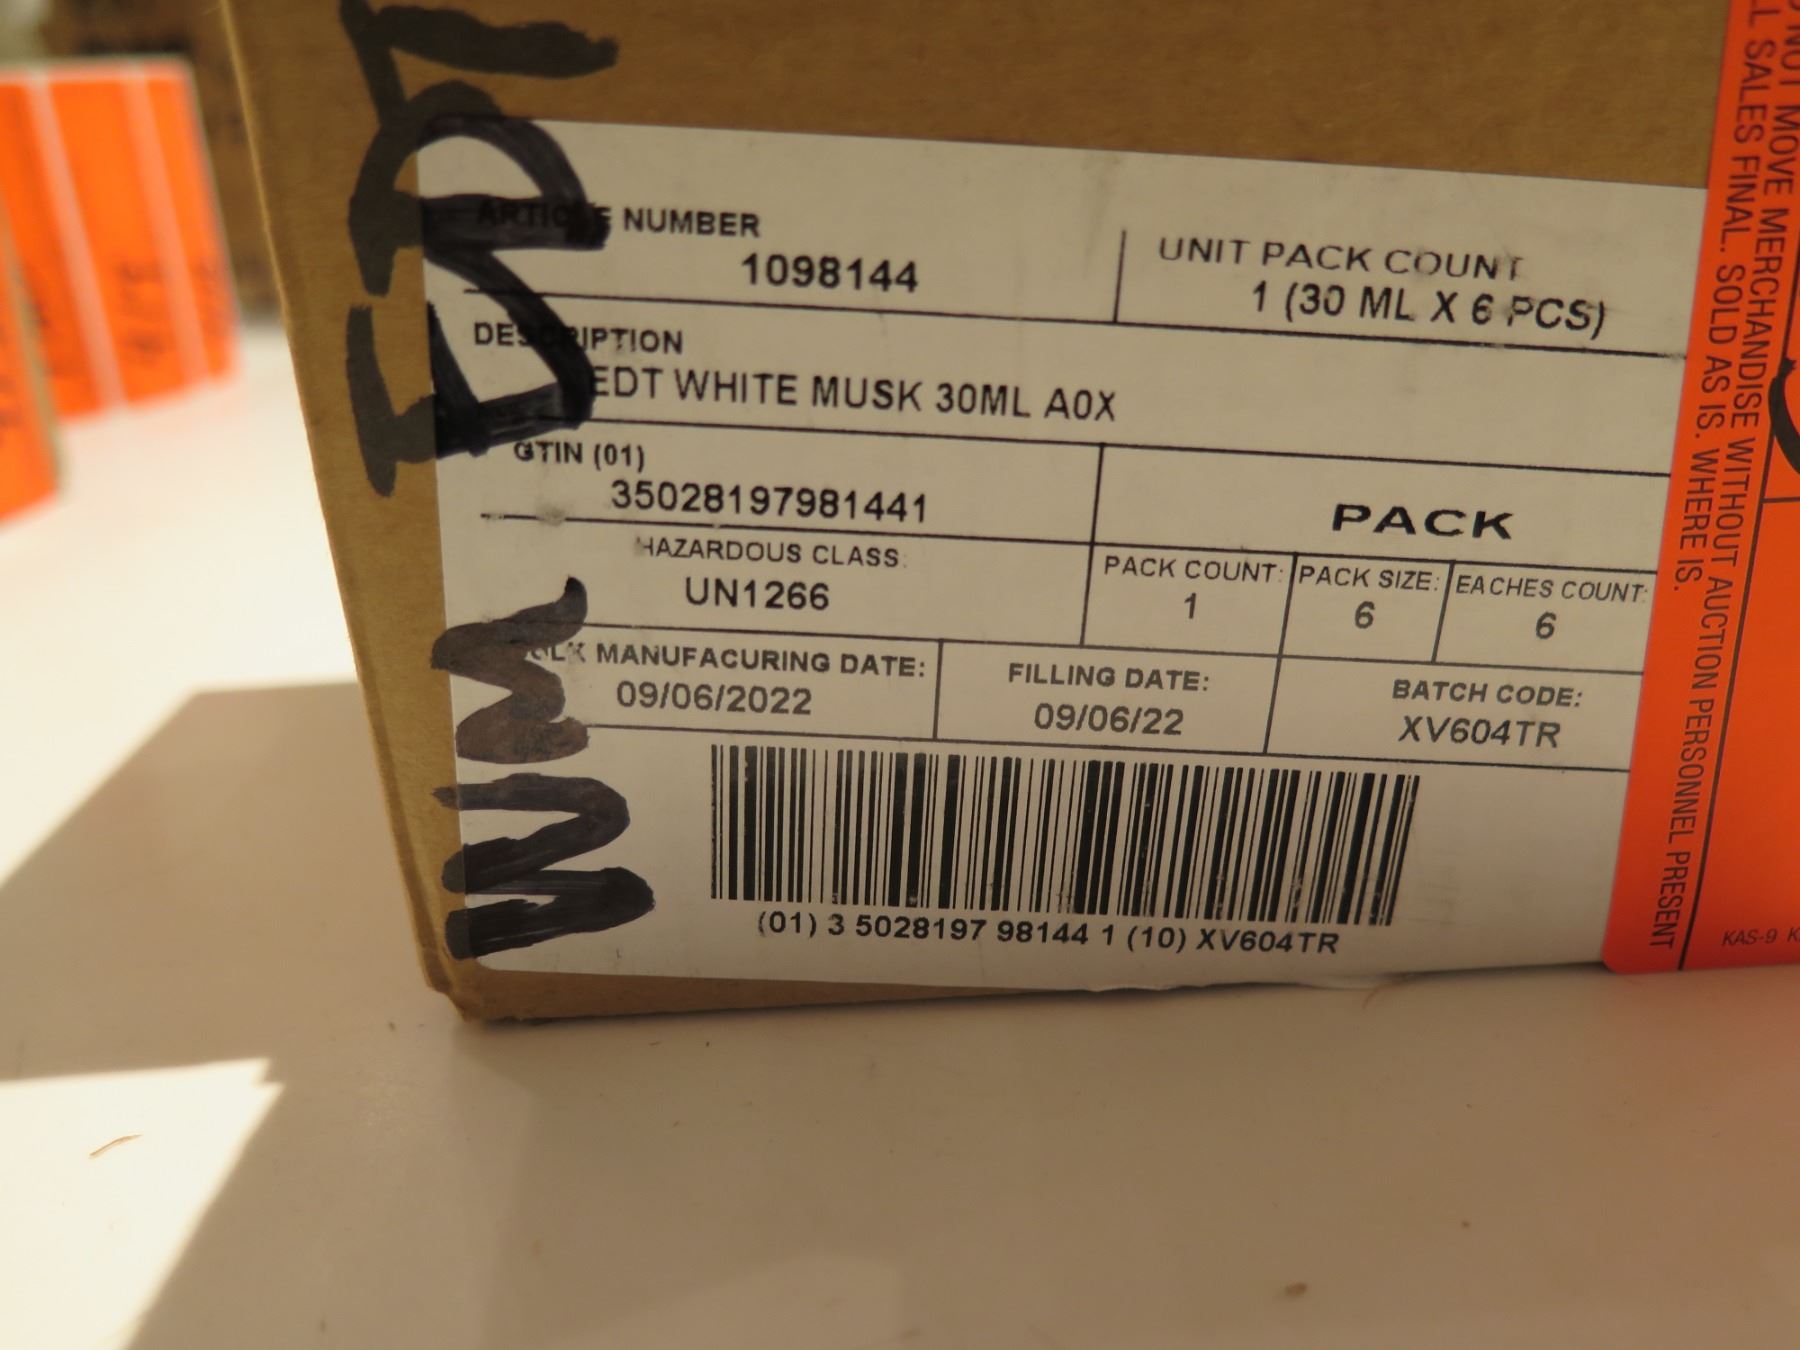 EDT
WM
ARTICLE NUMBER
1098144
UNIT PACK COUNT
1 (30 ML X 6 PCS)
DESCRIPTION
EDT WHITE MUSK 30ML A0X
GTIN (01)
35028197981441
PACK
HAZARDOUS CLASS:
UN1266
PACK COUNT:
1
PACK SIZE:
6
EACHES COUNT:
6
MANUFACURING DATE:
09/06/2022
FILLING DATE:
09/06/22
BATCH CODE:
XV604TR
(01) 3 5028197 98144 1 (10) XV604TR
NOT MOVE MERCHANDISE WITHOUT AUCTION PERSONNEL PRESENT
SALES FINAL. SOLD AS IS. WHERE IS.
KAS-9